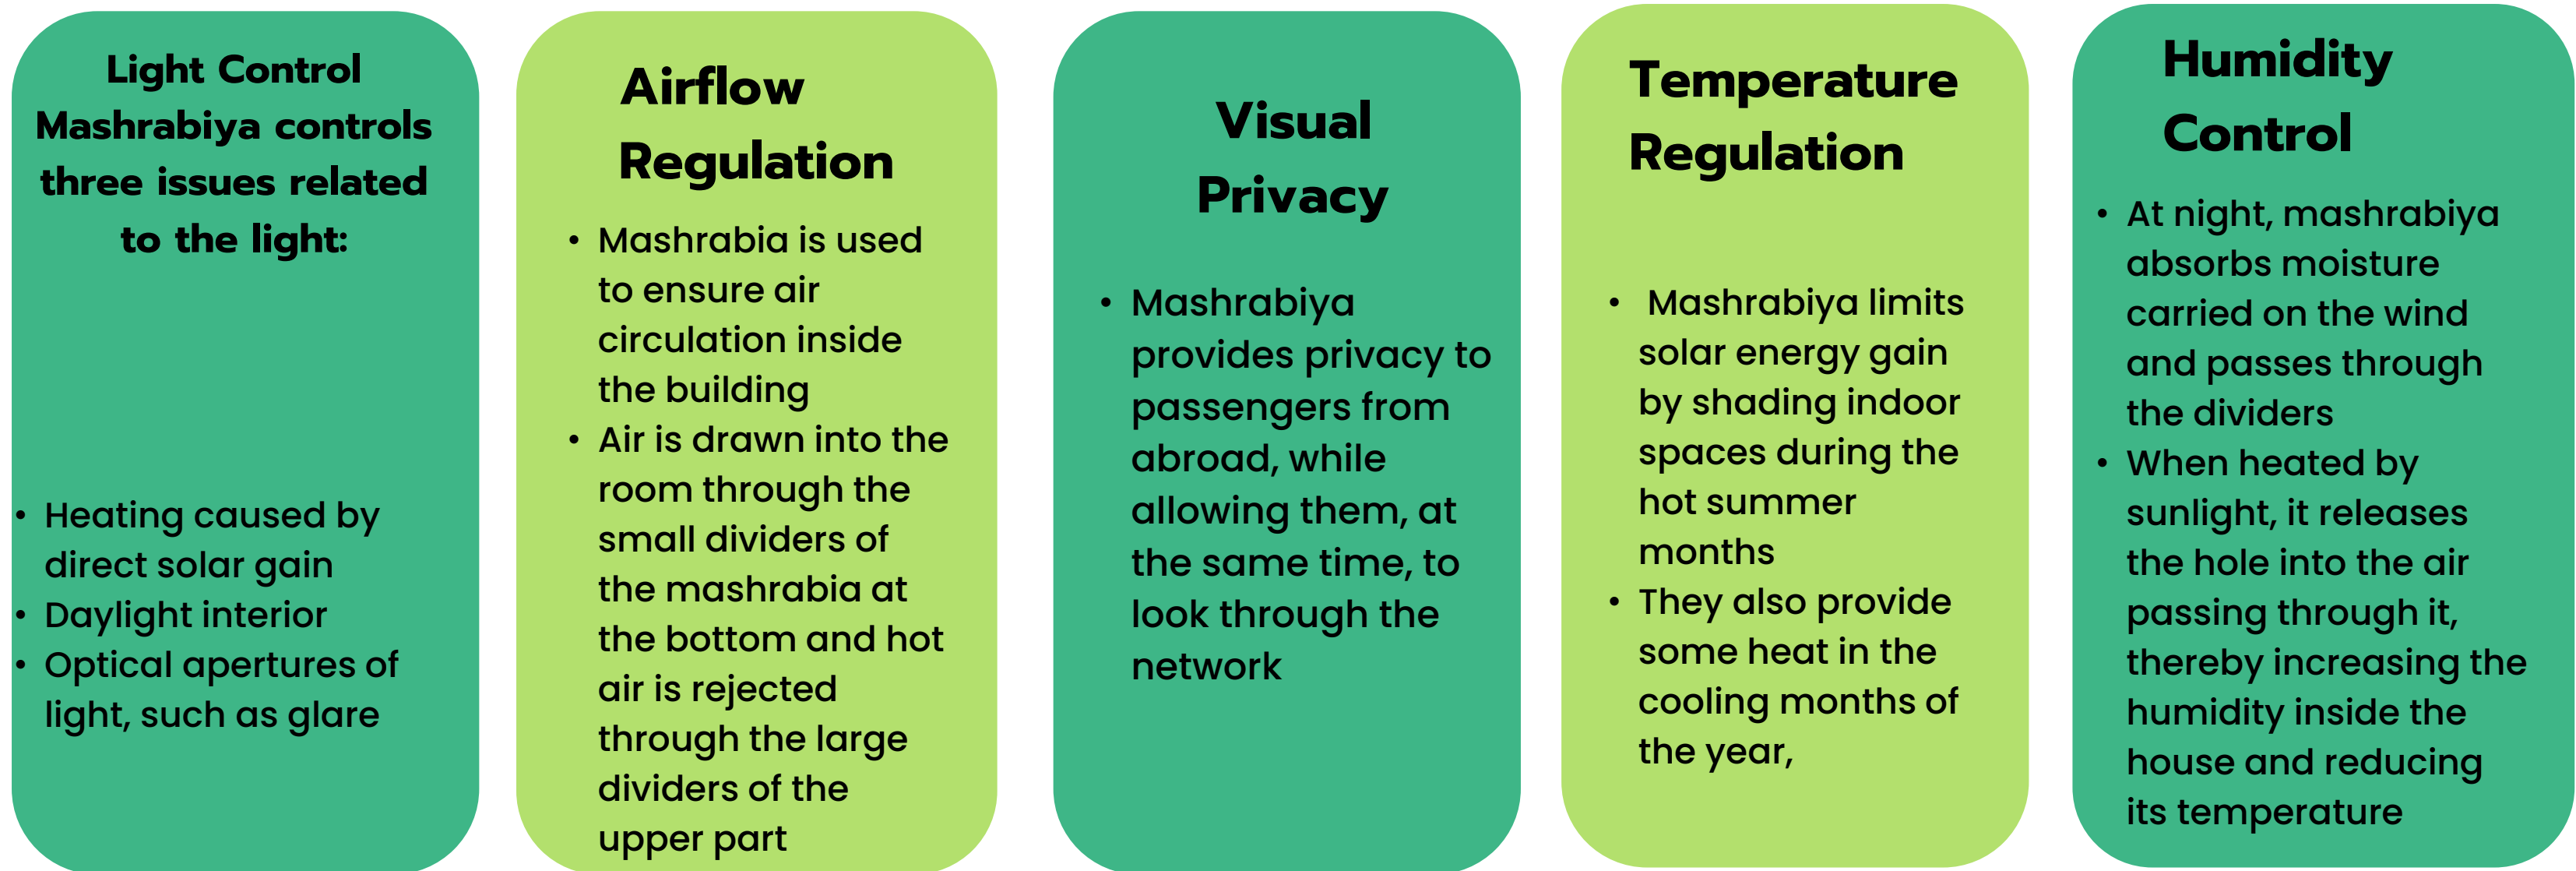 Light Control
Mashrabiya controls
three issues related
to the light:
• Heating caused by
direct solar gain
• Daylight interior
• Optical apertures of
light, such as glare
Airflow
Regulation
• Mashrabia is used
to ensure air
circulation inside
the building
• Air is drawn into the
room through the
small dividers of
the mashrabia at
the bottom and hot
air is rejected
through the large
dividers of the
upper part
Visual
Privacy
• Mashrabiya
provides privacy to
passengers from
abroad, while
allowing them, at
the same time, to
look through the
network
Temperature
Regulation
• Mashrabiya limits
solar energy gain
by shading indoor
spaces during the
hot summer
months
• They also provide
some heat in the
cooling months of
the year,
Humidity
Control
• At night, mashrabiya
absorbs moisture
carried on the wind
and passes through
the dividers
• When heated by
sunlight, it releases
the hole into the air
passing through it,
thereby increasing the
humidity inside the
house and reducing
its temperature